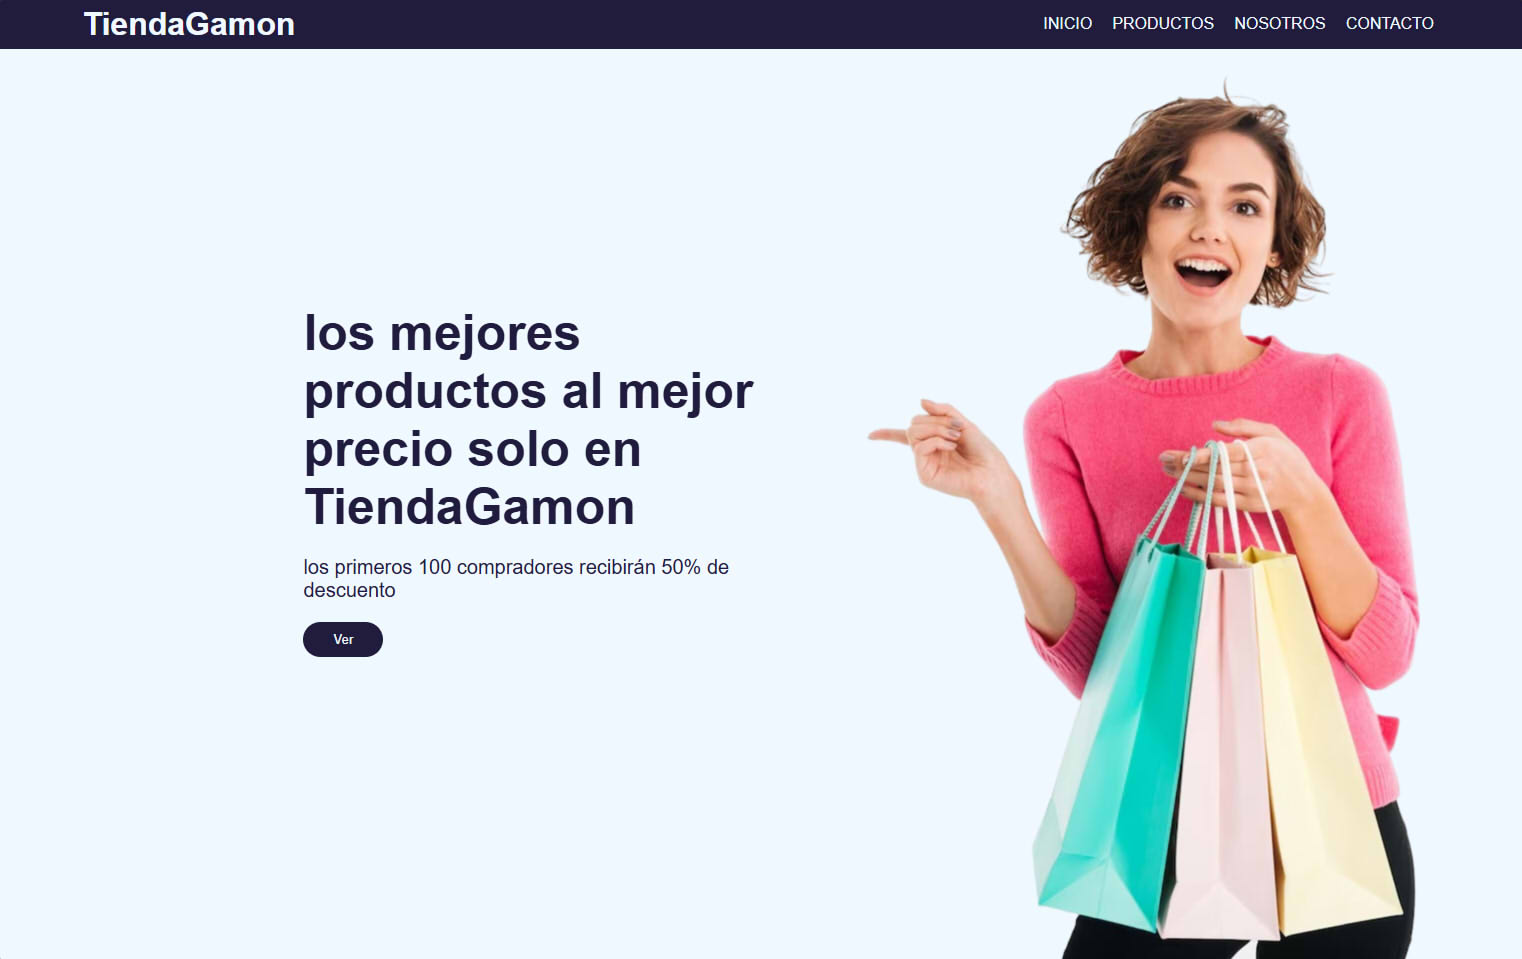 TiendaGamon
INICIO PRODUCTOS NOSOTROS CONTACTO
los mejores
productos al mejor
precio solo en
TiendaGamon
los primeros 100 compradores recibirán 50% de
descuento
Ver